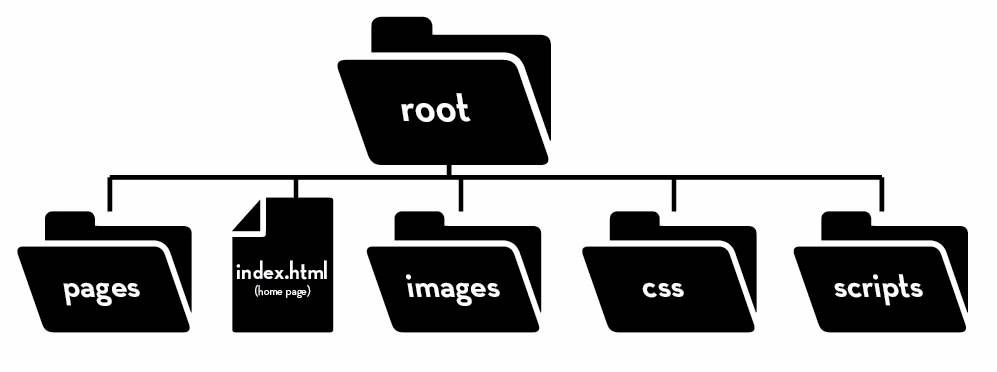 root
pages
index.html
(home page)
images
css
scripts